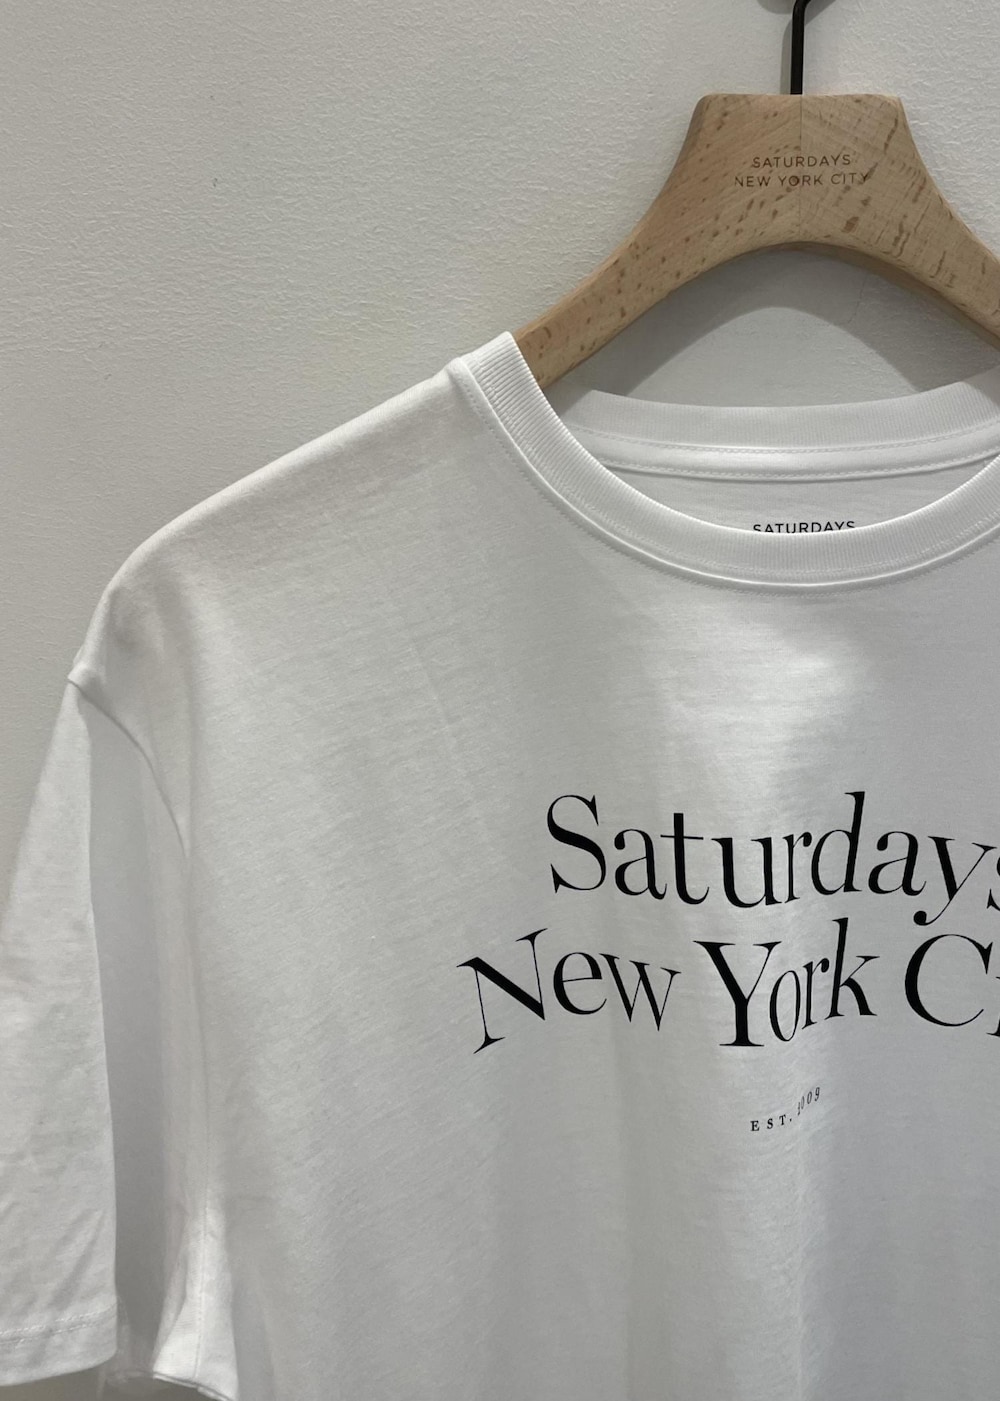 SATURDAYS
NEW YORK CITY
SATURDAYS
Saturdays
New York Ci
EST. 2009